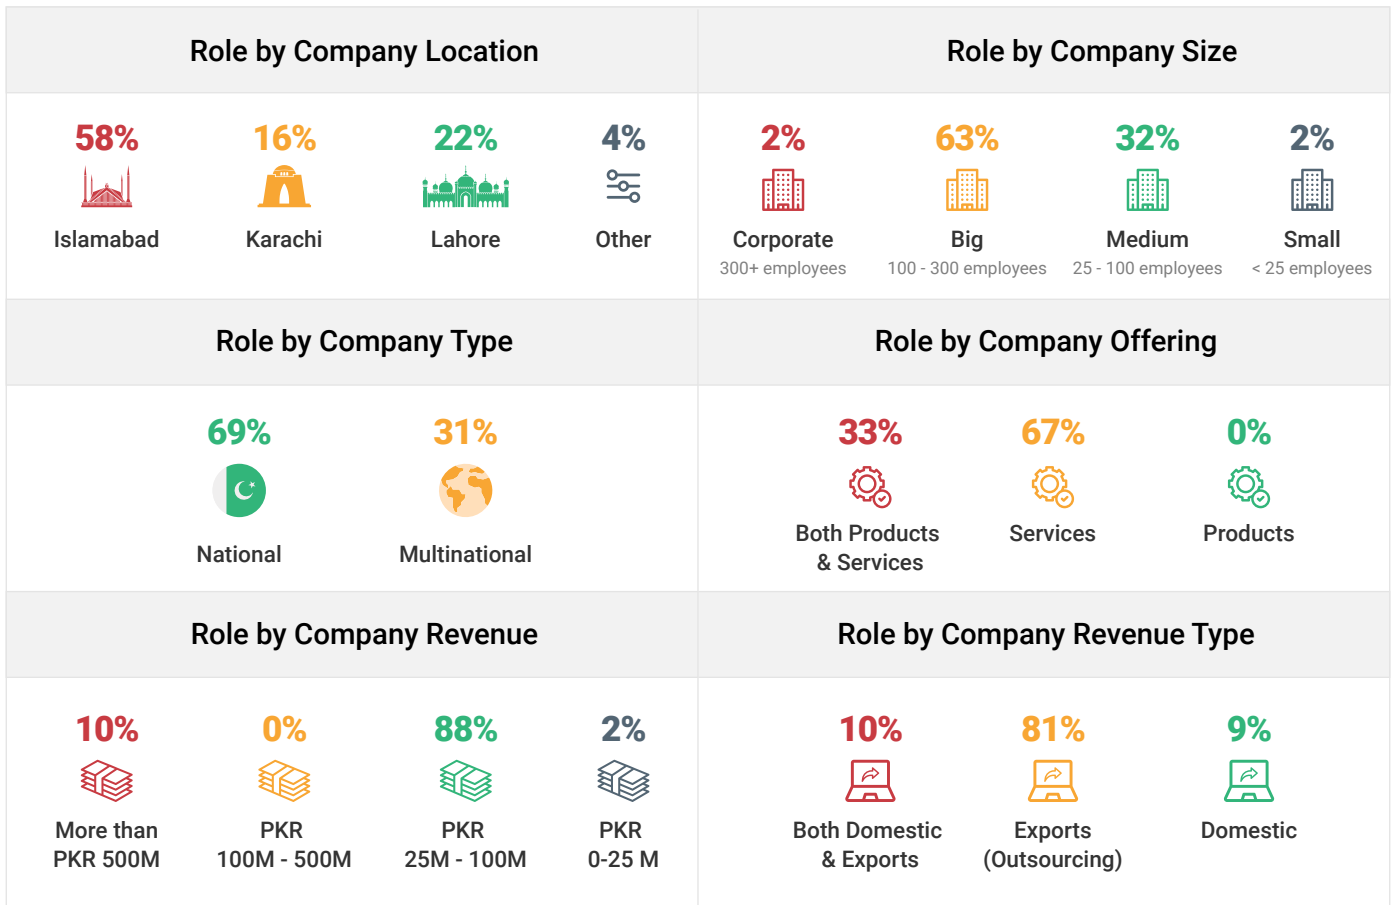 Role by Company Location
58%
16%
22%
4%
Islamabad
Karachi
Lahore
Other
Role by Company Size
2%
63%
32%
2%
Corporate
Big
Medium
Small
300+ employees
100 - 300 employees
25 - 100 employees
< 25 employees
Role by Company Type
69%
31%
National
Multinational
Role by Company Offering
33%
67%
0%
Both Products
& Services
Services
Products
Role by Company Revenue
10%
0%
88%
2%
More than
PKR 500M
PKR
100M - 500M
PKR
25M - 100M
PKR
0-25 M
Role by Company Revenue Type
10%
81%
9%
Both Domestic
& Exports
Exports
(Outsourcing)
Domestic